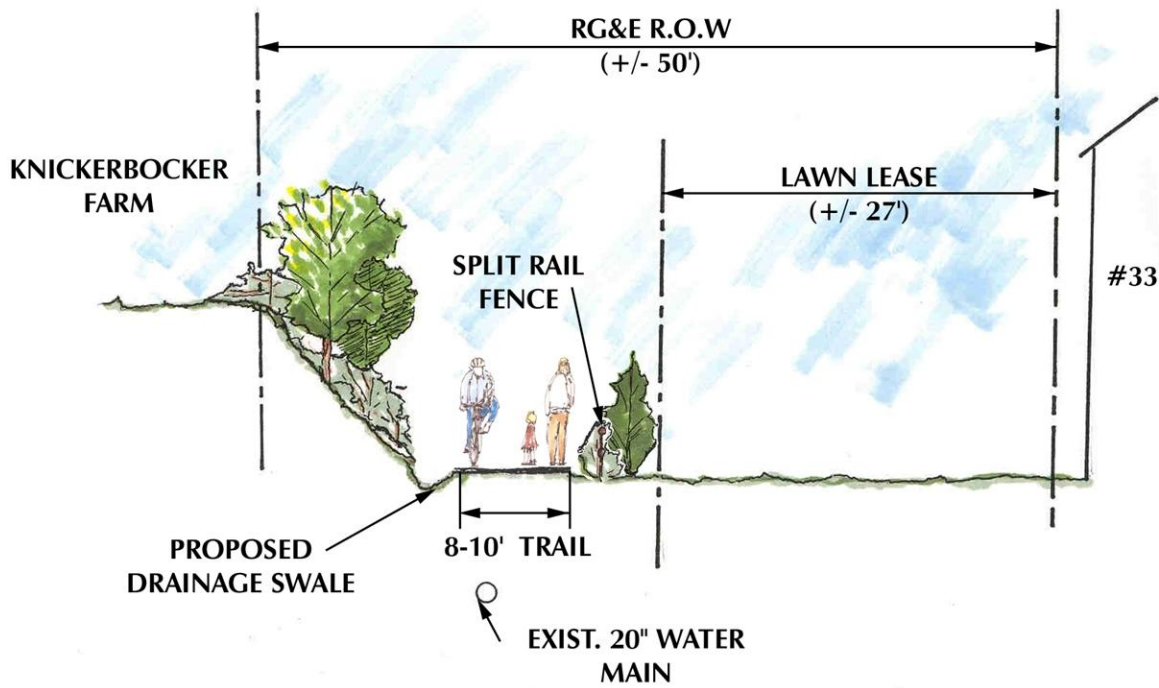 RG&E R.O.W
(+/- 50')
KNICKERBOCKER
FARM
LAWN LEASE
(+/- 27')
SPLIT RAIL
FENCE
#33
PROPOSED
DRAINAGE SWALE
8-10' TRAIL
EXIST. 20" WATER
MAIN